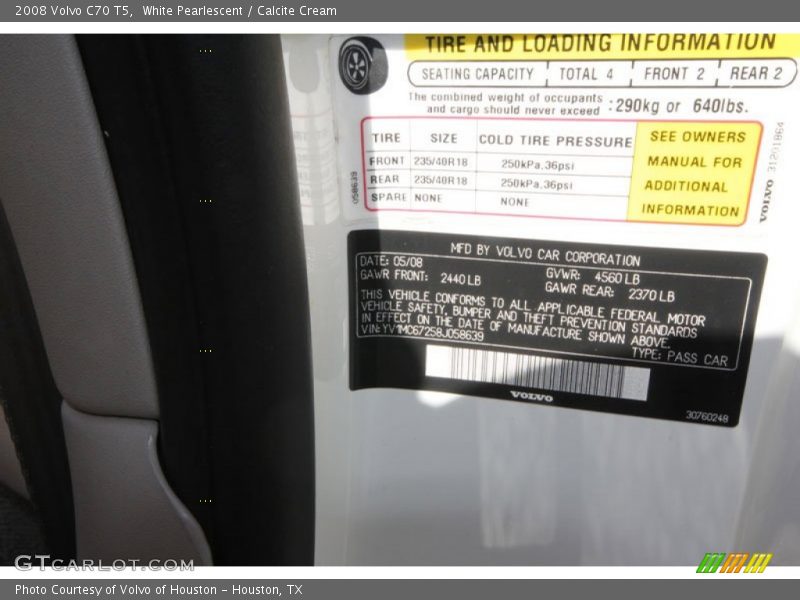 2008 Volvo C70 T5, White Pearlescent / Calcite Cream
TIRE AND LOADING INFORMATION
SEATING CAPACITY TOTAL 4 FRONT 2 REAR 2
The combined weight of occupants and cargo should never exceed : 290kg or 640lbs.
TIRE SIZE COLD TIRE PRESSURE
FRONT 235/40R18 250kPa,36psi
REAR 235/40R18 250kPa,36psi
SPARE NONE NONE
SEE OWNERS
MANUAL FOR
ADDITIONAL
INFORMATION
058639
VOLVO 31201864
MFD BY VOLVO CAR CORPORATION
DATE: 05/08
GAWR FRONT: 2440 LB
GVWR: 4560 LB
GAWR REAR: 2370 LB
THIS VEHICLE CONFORMS TO ALL APPLICABLE FEDERAL MOTOR
VEHICLE SAFETY, BUMPER AND THEFT PREVENTION STANDARDS
IN EFFECT ON THE DATE OF MANUFACTURE SHOWN ABOVE.
VIN: YV1MC67258J058639
TYPE: PASS CAR
VOLVO
30760248
GTCARLOT.COM
Photo Courtesy of Volvo of Houston - Houston, TX